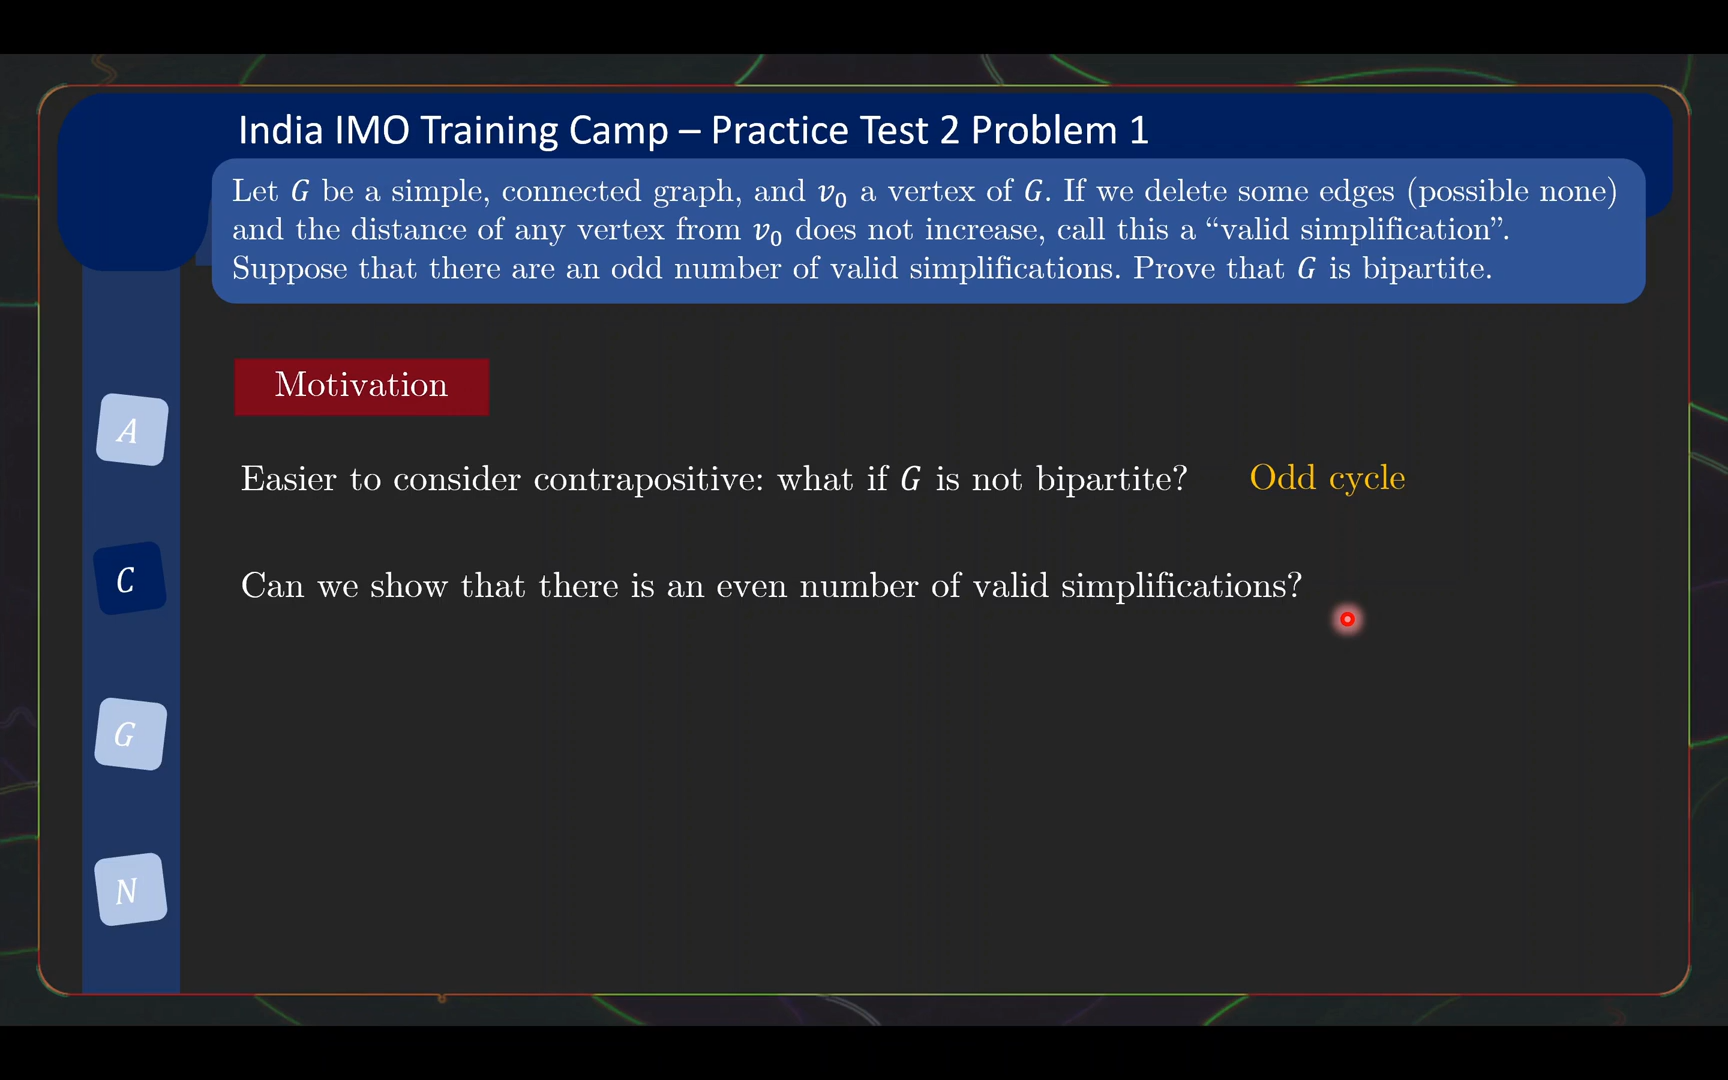 India IMO Training Camp – Practice Test 2 Problem 1
Let G be a simple, connected graph, and v₀ a vertex of G. If we delete some edges (possible none)
and the distance of any vertex from v₀ does not increase, call this a “valid simplification”.
Suppose that there are an odd number of valid simplifications. Prove that G is bipartite.
Motivation
A
Easier to consider contrapositive: what if G is not bipartite? Odd cycle
C
Can we show that there is an even number of valid simplifications?
G
N